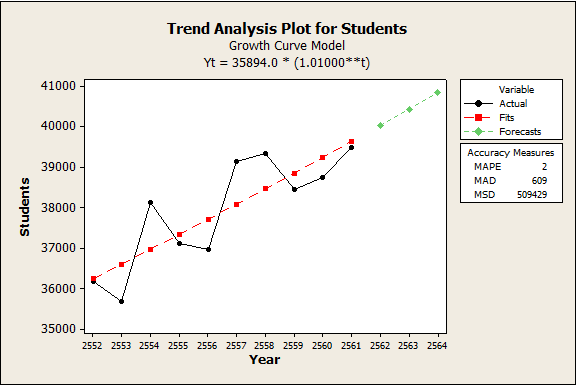 Trend Analysis Plot for Students
Growth Curve Model
Yt = 35894.0 * (1.01000**t)
Students
41000
40000
39000
38000
37000
36000
35000
2552 2553 2554 2555 2556 2557 2558 2559 2560 2561 2562 2563 2564
Year
Variable
Actual
Fits
Forecasts
Accuracy Measures
MAPE 2
MAD 609
MSD 509429